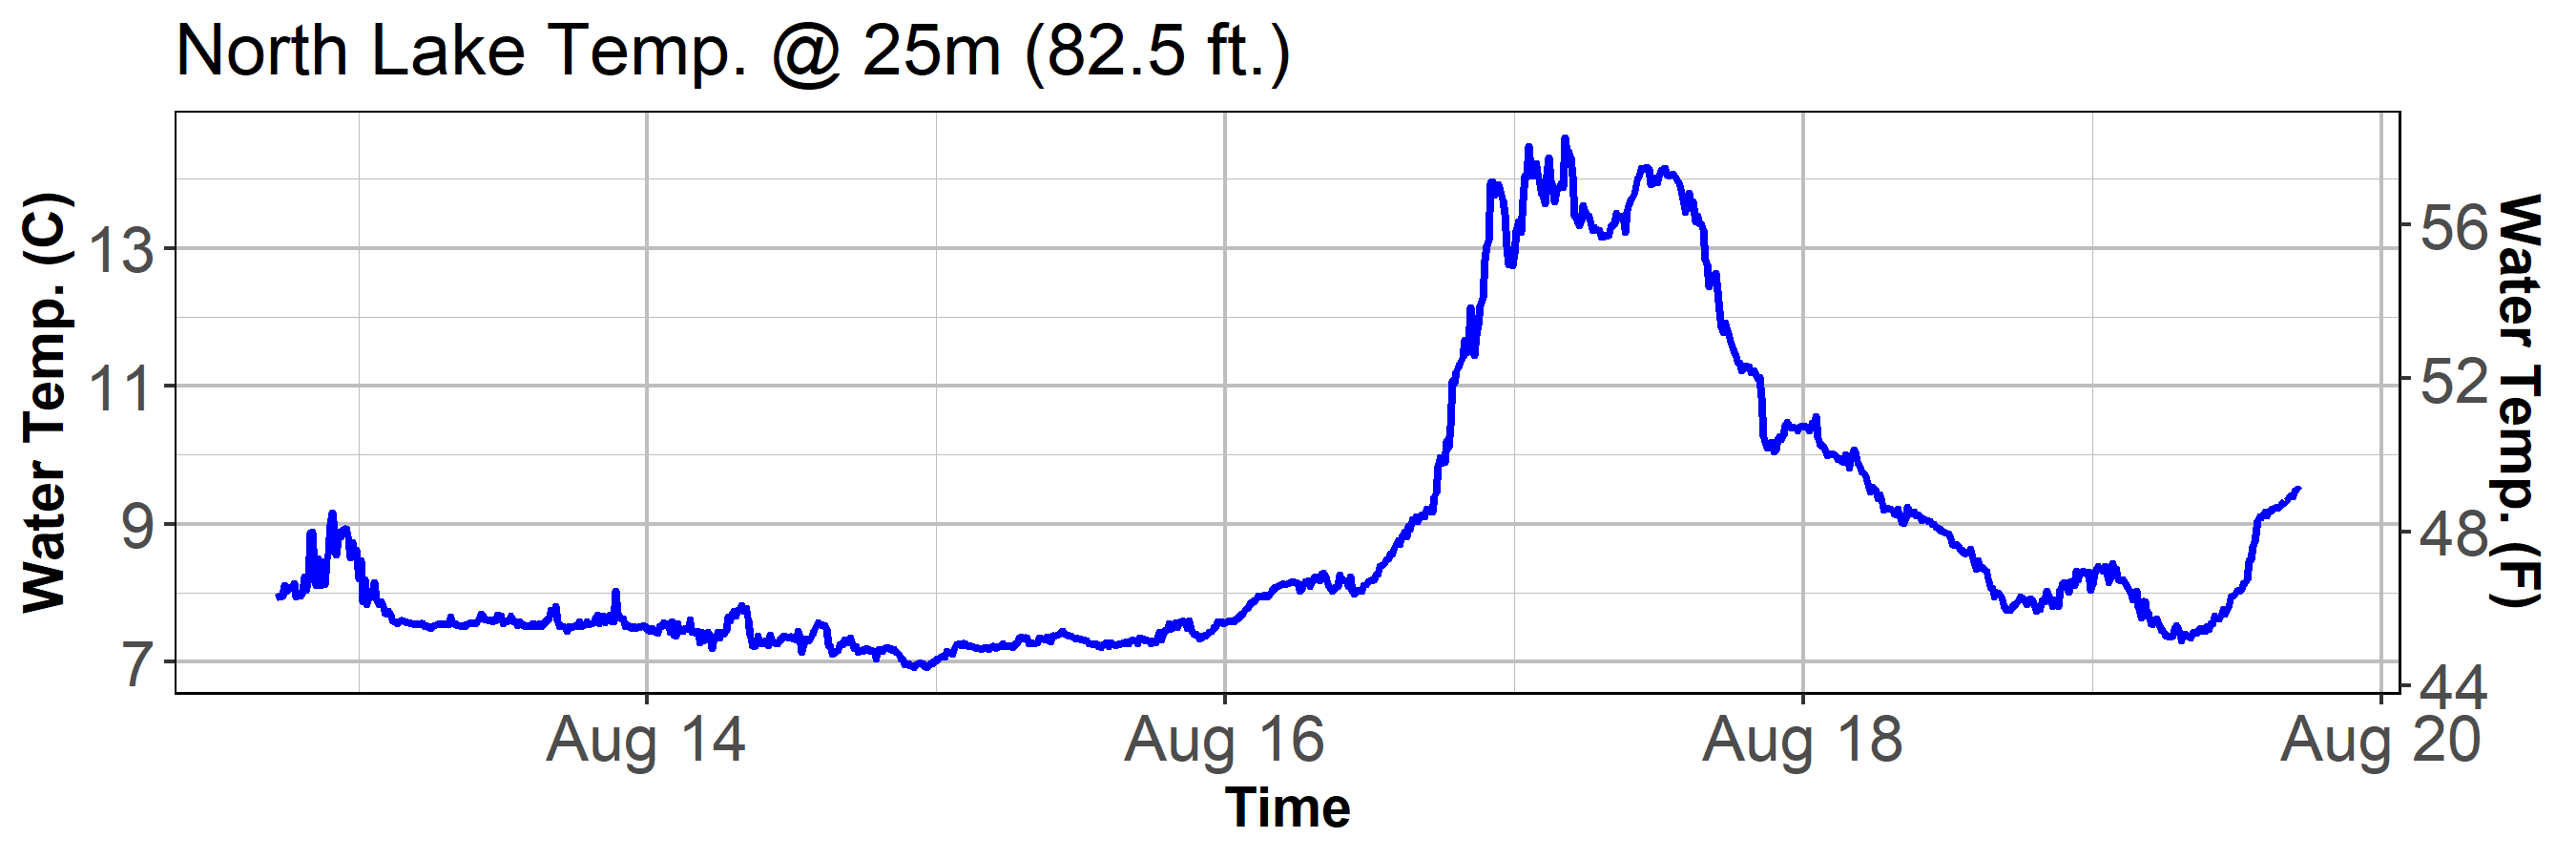 North Lake Temp. @ 25m (82.5 ft.)
Water Temp. (C)
13
11
9
7
56
52
48
44
Water Temp. (F)
Aug 14 Aug 16 Aug 18 Aug 20
Time